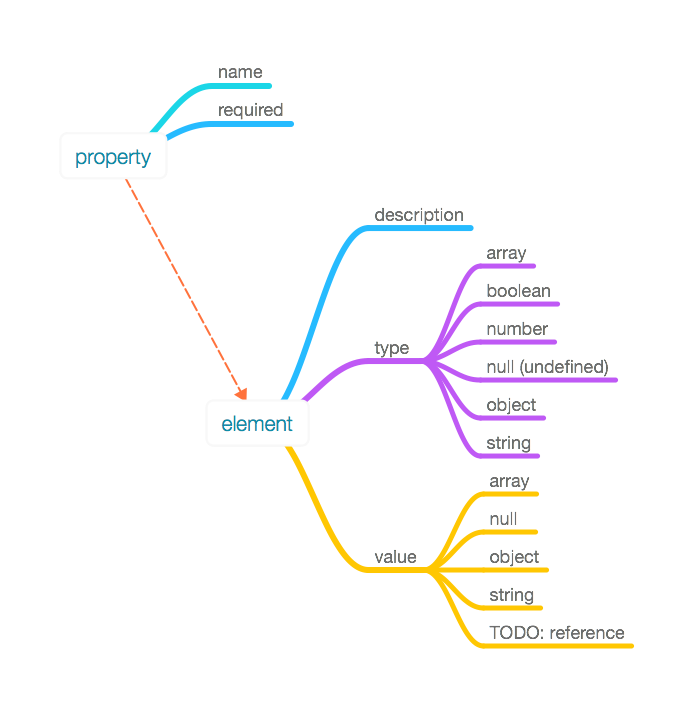 name
required
property
description
array
boolean
number
type
null (undefined)
object
element
string
array
null
value
object
string
TODO: reference